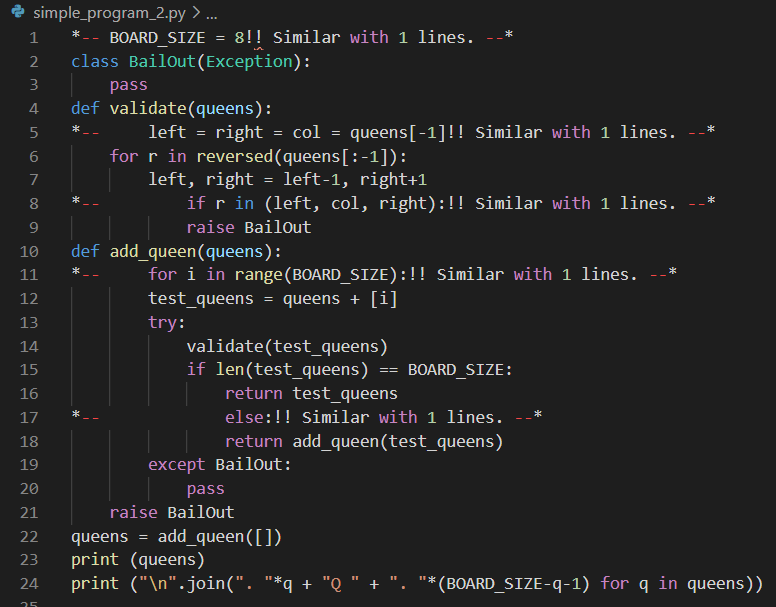 simple_program_2.py > ...
1 *-- BOARD_SIZE = 8!! Similar with 1 lines. --*
2 class BailOut(Exception):
3     pass
4 def validate(queens):
5 *--     left = right = col = queens[-1]!! Similar with 1 lines. --*
6     for r in reversed(queens[:-1]):
7         left, right = left-1, right+1
8 *--         if r in (left, col, right):!! Similar with 1 lines. --*
9             raise BailOut
10 def add_queen(queens):
11 *--     for i in range(BOARD_SIZE):!! Similar with 1 lines. --*
12         test_queens = queens + [i]
13         try:
14             validate(test_queens)
15             if len(test_queens) == BOARD_SIZE:
16                 return test_queens
17 *--             else:!! Similar with 1 lines. --*
18                 return add_queen(test_queens)
19         except BailOut:
20             pass
21     raise BailOut
22 queens = add_queen([])
23 print (queens)
24 print ("\n".join(". "*q + "Q " + ". "*(BOARD_SIZE-q-1) for q in queens))
25